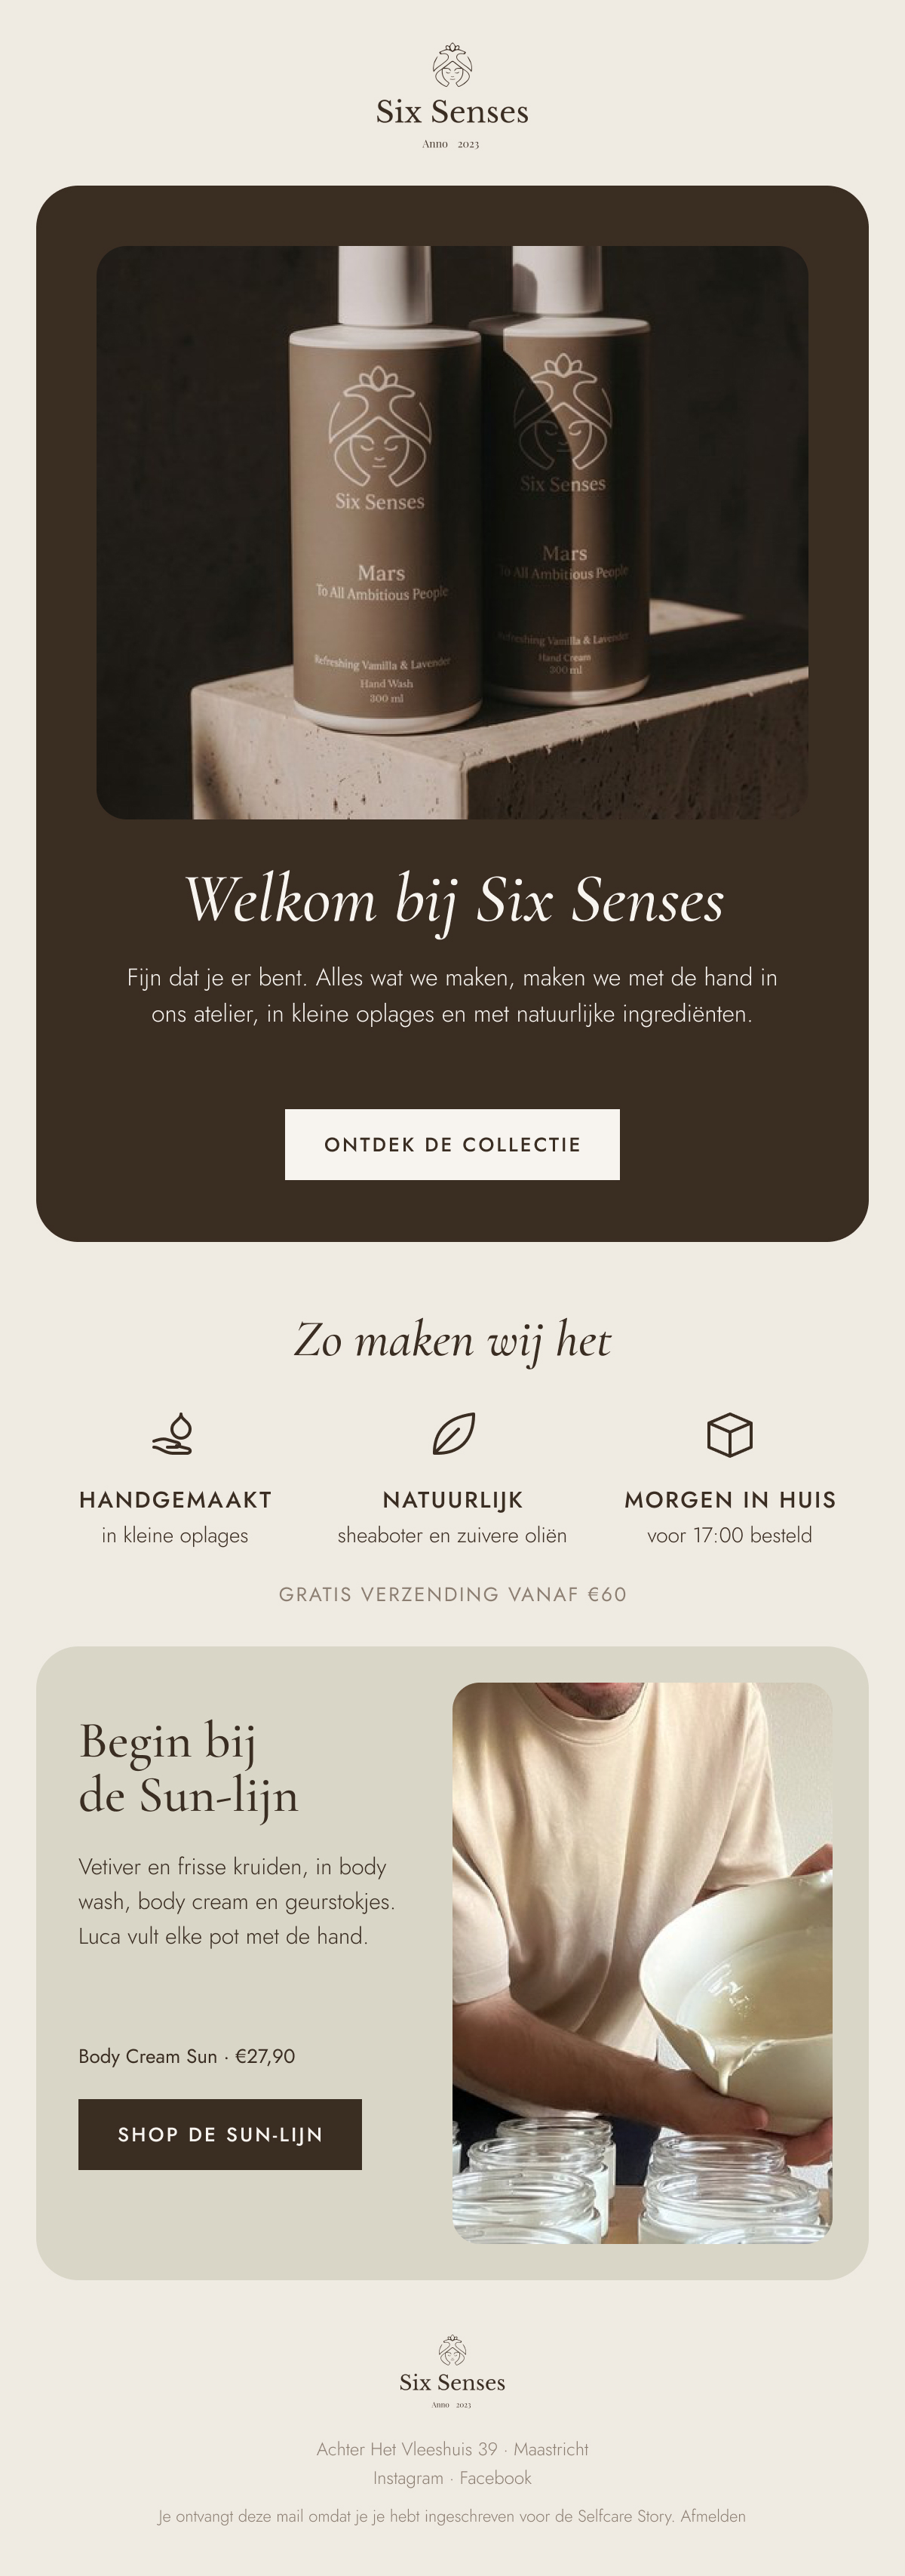 Six Senses
Anno 2023
Six Senses
Mars
To All Ambitious People
Refreshing Vanilla & Lavender
Hand Wash
300 ml
Six Senses
Mars
To All Ambitious People
Refreshing Vanilla & Lavender
Hand Cream
300 ml
Welkom bij Six Senses
Fijn dat je er bent. Alles wat we maken, maken we met de hand in
ons atelier, in kleine oplages en met natuurlijke ingrediënten.
ONTDEK DE COLLECTIE
Zo maken wij het
HANDGEMAAKT
in kleine oplages
NATUURLIJK
sheaboter en zuivere oliën
MORGEN IN HUIS
voor 17:00 besteld
GRATIS VERZENDING VANAF €60
Begin bij
de Sun-lijn
Vetiver en frisse kruiden, in body
wash, body cream en geurstokjes.
Luca vult elke pot met de hand.
Body Cream Sun · €27,90
SHOP DE SUN-LIJN
Six Senses
Anno 2023
Achter Het Vleeshuis 39 · Maastricht
Instagram · Facebook
Je ontvangt deze mail omdat je je hebt ingeschreven voor de Selfcare Story. Afmelden